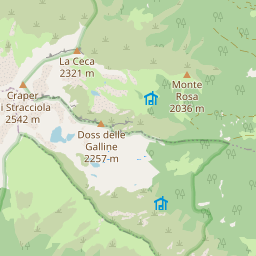 La Ceca
2321 m
Monte
Rosa
2036 m
Craper
i Stracciola
2542 m
Doss delle
Galline
2257 m